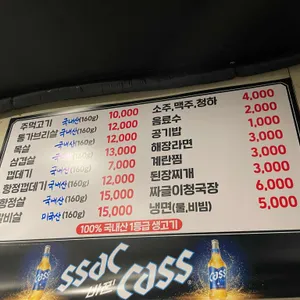 주먹고기 국내산(160g) 10,000
통가브리살 국내산(160g) 12,000
목살 국내산(160g) 12,000
삼겹살 국내산(160g) 13,000
껍데기 국내산(160g) 7,000
항정껍데기 국내산(160g) 12,000
항정살 국내산(160g) 15,000
갈비살 미국산(160g) 15,000
소주,맥주,청하 4,000
음료수 2,000
공기밥 1,000
해장라면 3,000
계란찜 3,000
된장찌개 3,000
짜글이청국장 6,000
냉면(물,비빔) 5,000
100% 국내산 1등급 생고기
ssac
cass
Cass
Cass